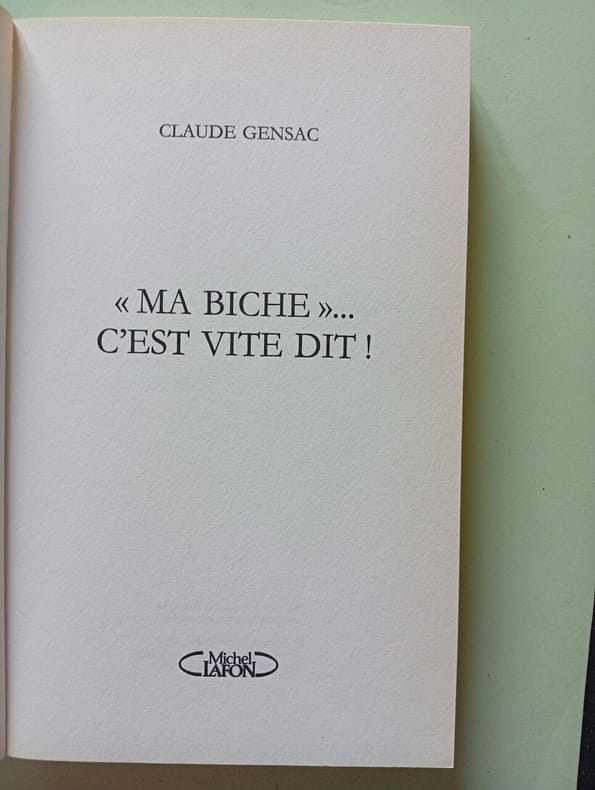 CLAUDE GENSAC
« MA BICHE »...
C'EST VITE DIT !
Michel
LAFON